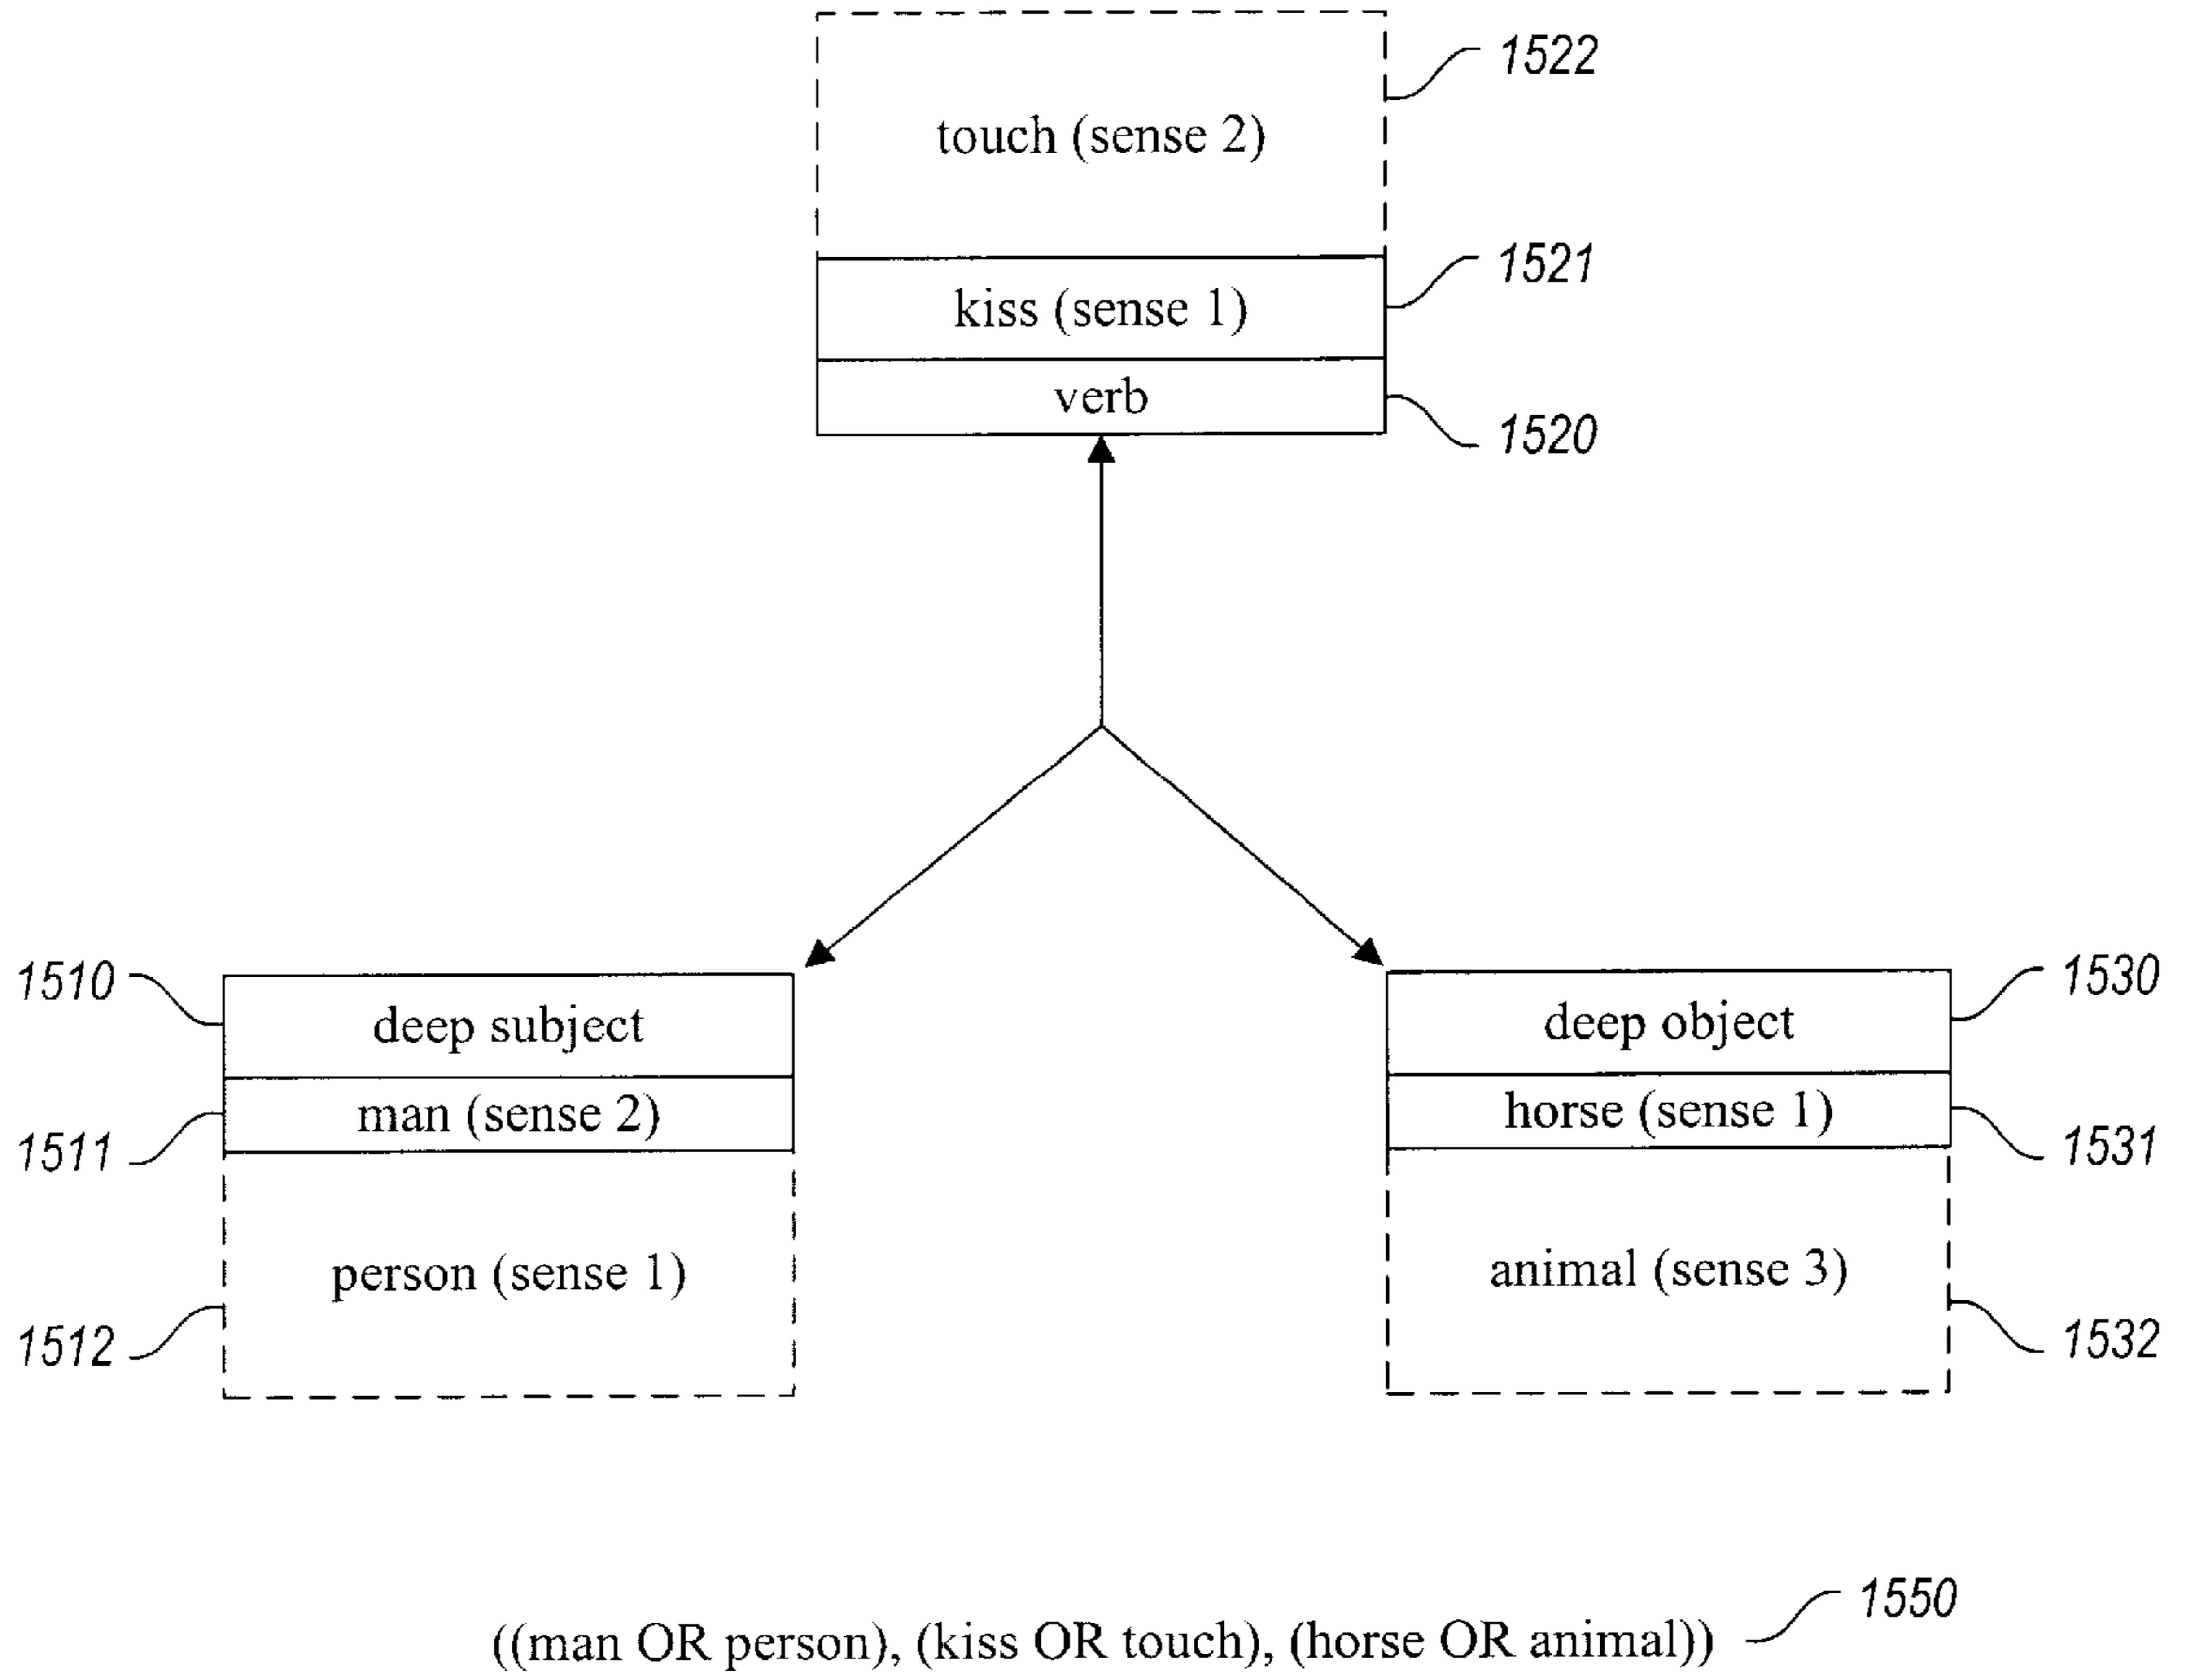 1522
touch (sense 2)
1521
kiss (sense 1)
verb
1520
1510
deep subject
1530
deep object
man (sense 2)
1511
horse (sense 1)
1531
person (sense 1)
1512
animal (sense 3)
1532
1550
((man OR person), (kiss OR touch), (horse OR animal))